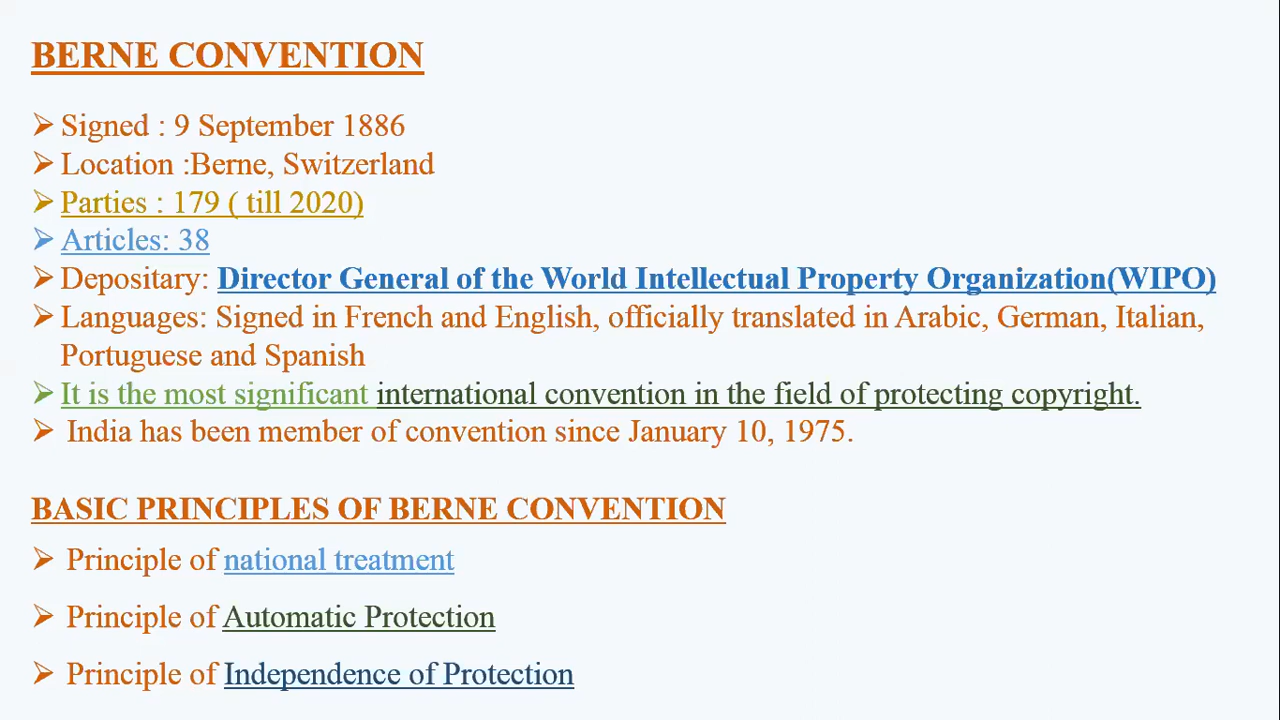 BERNE CONVENTION
➢ Signed : 9 September 1886
➢ Location :Berne, Switzerland
➢ Parties : 179 ( till 2020)
➢ Articles: 38
➢ Depositary: Director General of the World Intellectual Property Organization(WIPO)
➢ Languages: Signed in French and English, officially translated in Arabic, German, Italian,
Portuguese and Spanish
➢ It is the most significant international convention in the field of protecting copyright.
➢ India has been member of convention since January 10, 1975.
BASIC PRINCIPLES OF BERNE CONVENTION
➢ Principle of national treatment
➢ Principle of Automatic Protection
➢ Principle of Independence of Protection